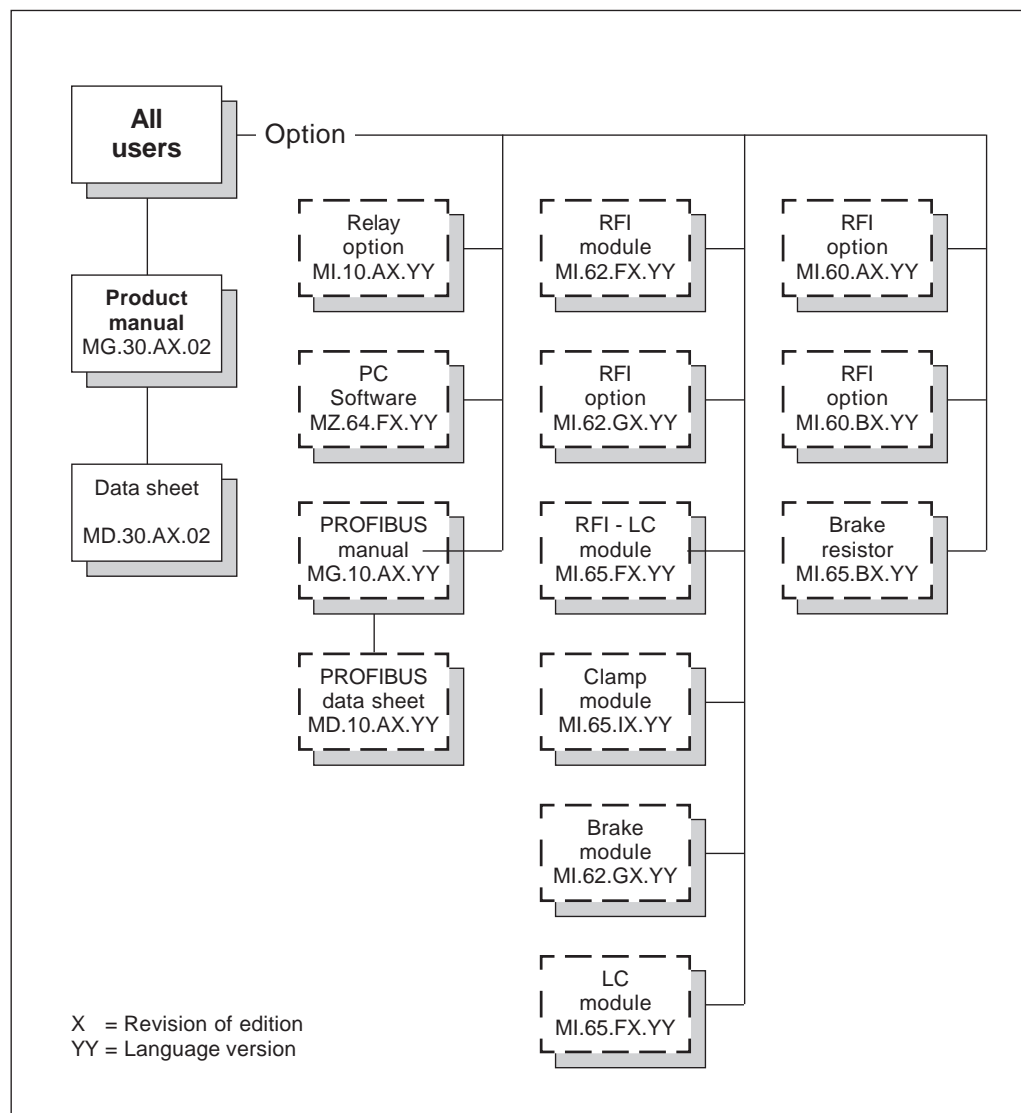 All
users
Option
Product
manual
MG.30.AX.02
Data sheet
MD.30.AX.02
Relay
option
MI.10.AX.YY
PC
Software
MZ.64.FX.YY
PROFIBUS
manual
MG.10.AX.YY
PROFIBUS
data sheet
MD.10.AX.YY
RFI
module
MI.62.FX.YY
RFI
option
MI.62.GX.YY
RFI - LC
module
MI.65.FX.YY
Clamp
module
MI.65.IX.YY
Brake
module
MI.62.GX.YY
LC
module
MI.65.FX.YY
RFI
option
MI.60.AX.YY
RFI
option
MI.60.BX.YY
Brake
resistor
MI.65.BX.YY
X = Revision of edition
YY = Language version